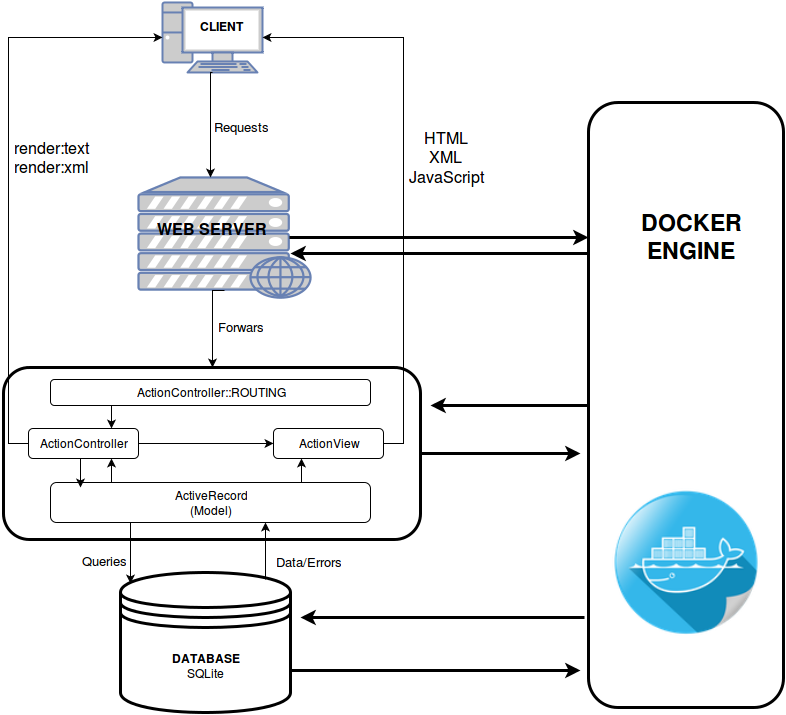 CLIENT
Requests
render:text
render:xml
HTML
XML
JavaScript
WEB SERVER
DOCKER
ENGINE
Forwars
ActionController::ROUTING
ActionController
ActionView
ActiveRecord
(Model)
Queries
Data/Errors
DATABASE
SQLite